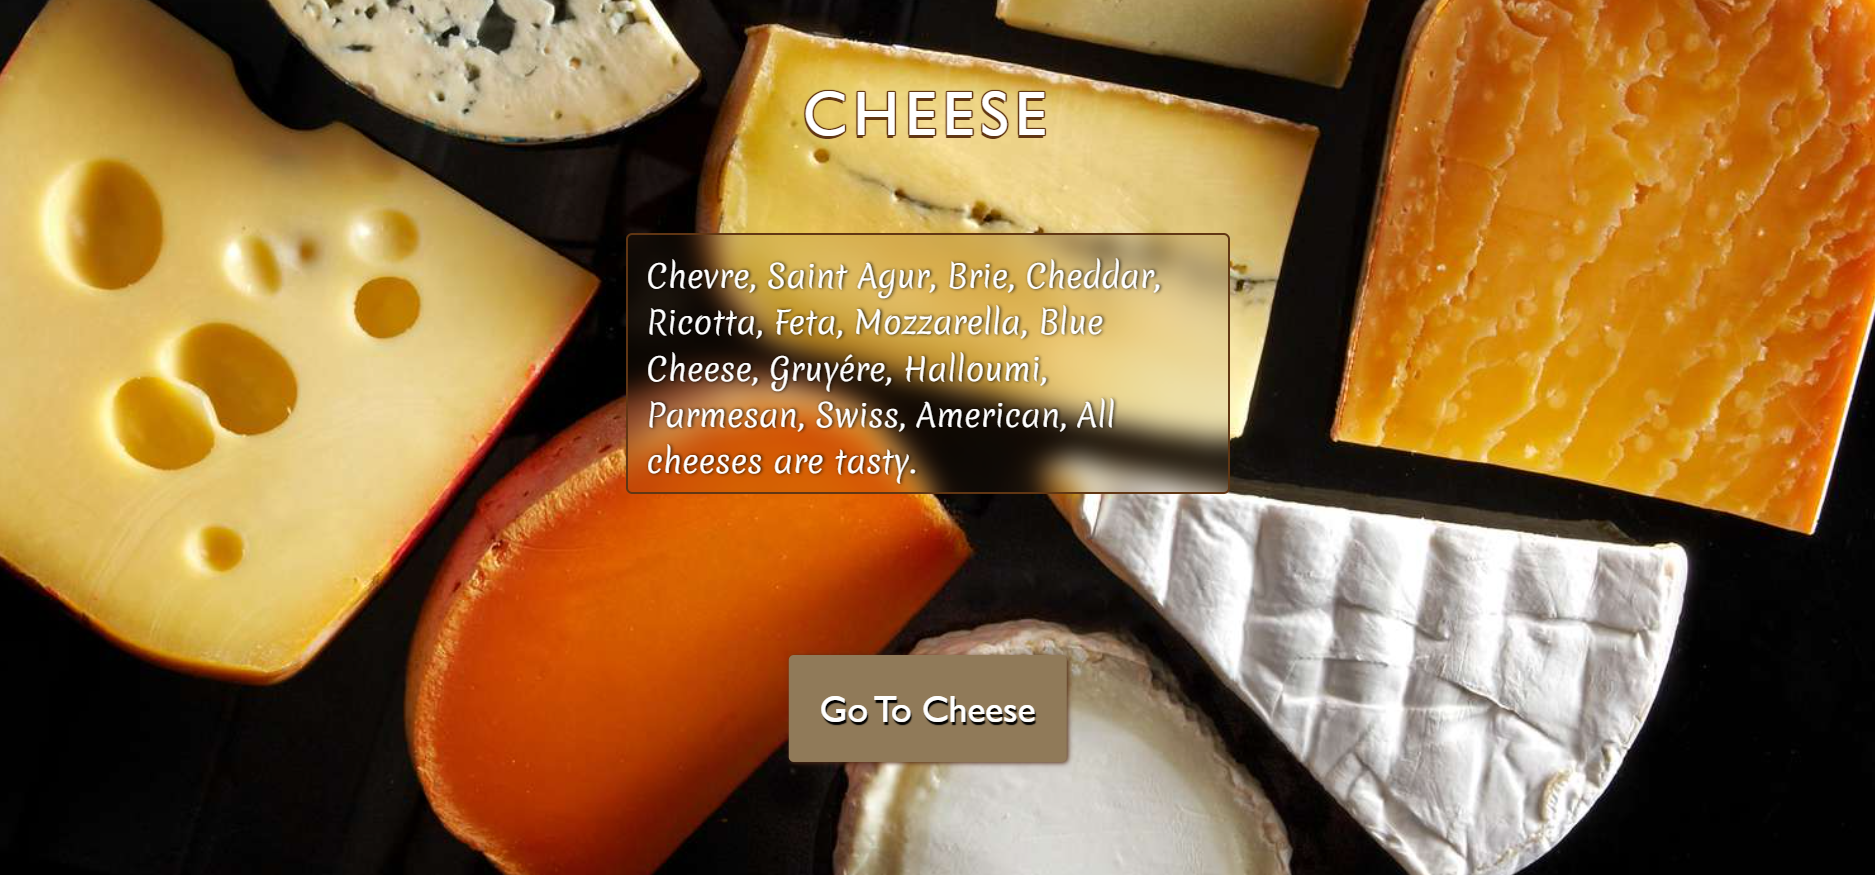 CHEESE
Chevre, Saint Agur, Brie, Cheddar,
Ricotta, Feta, Mozzarella, Blue
Cheese, Gruyére, Halloumi,
Parmesan, Swiss, American, All
cheeses are tasty.
Go To Cheese